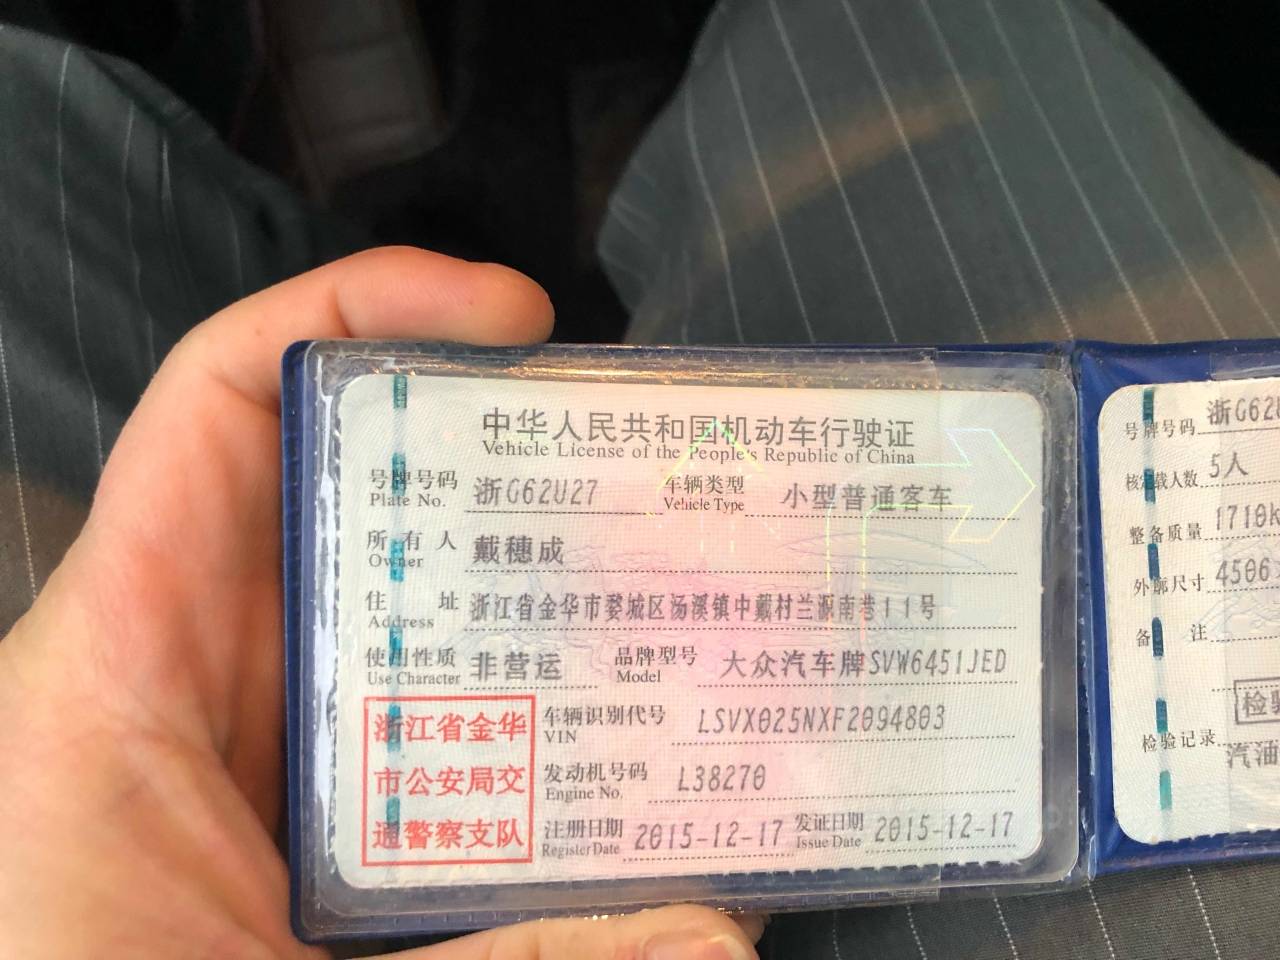 中华人民共和国机动车行驶证
Vehicle License of the People's Republic of China
号牌号码 浙G62U27 车辆类型 小型普通客车
Plate No. Vehicle Type
所有人 戴穗成
Owner
住址 浙江省金华市婺城区汤溪镇中戴村兰源南巷11号
Address
使用性质 非营运 品牌型号 大众汽车牌SVW6451JED
Use Character Model
浙江省金华
市公安局交
通警察支队
车辆识别代号 LSVX025NXF2094803
VIN
发动机号码 L38270
Engine No.
注册日期 2015-12-17 发证日期 2015-12-17
Register Date Issue Date
号牌号码 浙G62
核定载人数 5人
整备质量 1710k
外廓尺寸 4506
备注
检验记录
汽油